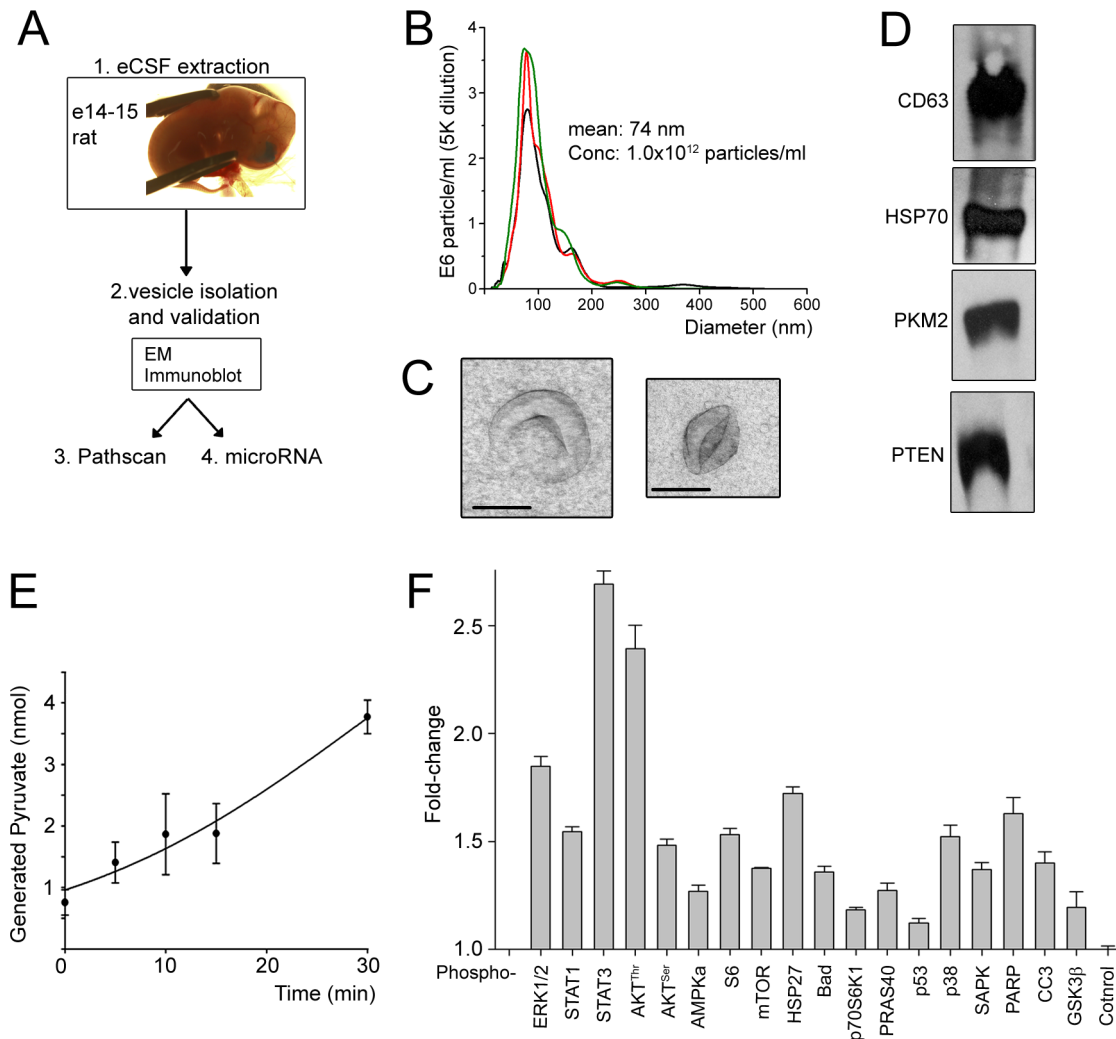 A
1. eCSF extraction
e14-15
rat
2.vesicle isolation
and validation
EM
Immunoblot
3. Pathscan
4. microRNA
B
E6 particle/ml (5K dilution)
4
3
2
1
0
mean: 74 nm
Conc: 1.0x10¹² particles/ml
100
200
300
400
500
600
Diameter (nm)
C
D
CD63
HSP70
PKM2
PTEN
E
Generated Pyruvate (nmol)
4
3
2
1
0
10
20
30
Time (min)
F
Fold-change
2.5
2.0
1.5
1.0
Phospho-
ERK1/2
STAT1
STAT3
AKTᵀʰʳ
AKTˢᵉʳ
AMPKa
S6
mTOR
HSP27
Bad
p70S6K1
PRAS40
p53
p38
SAPK
PARP
CC3
GSK3β
Cotnrol